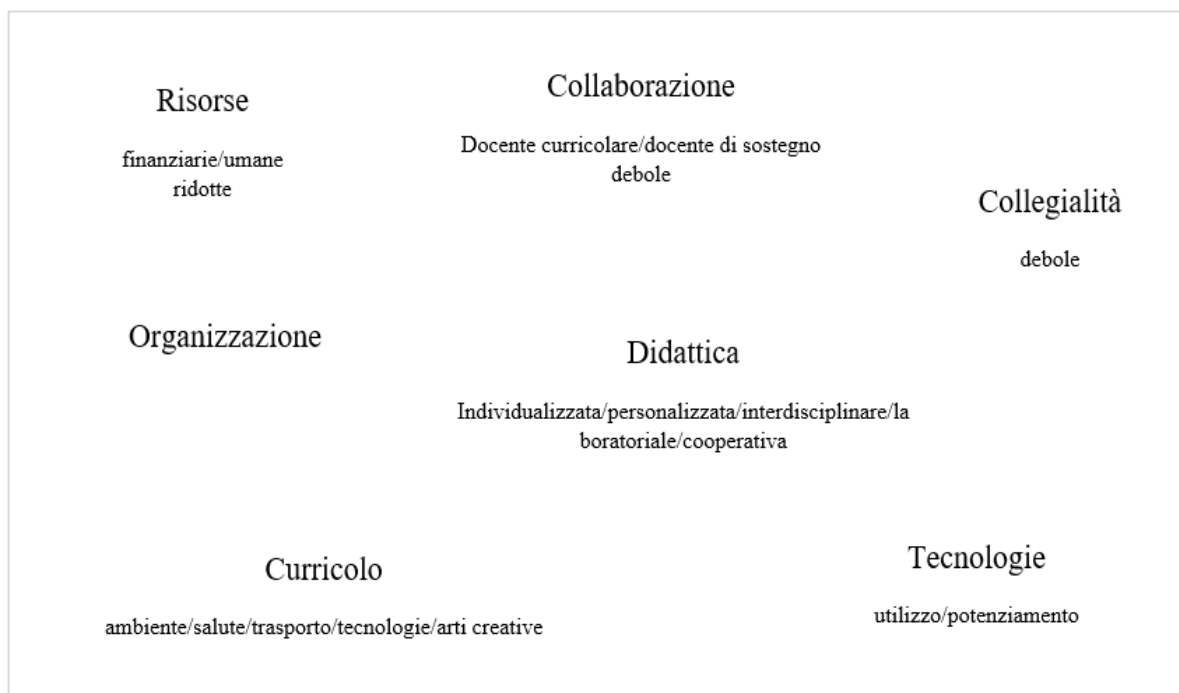 Risorse
finanziarie/umane
ridotte
Collaborazione
Docente curricolare/docente di sostegno
debole
Collegialità
debole
Organizzazione
Didattica
Individualizzata/personalizzata/interdisciplinare/la
boratoriale/cooperativa
Curricolo
ambiente/salute/trasporto/tecnologie/arti creative
Tecnologie
utilizzo/potenziamento